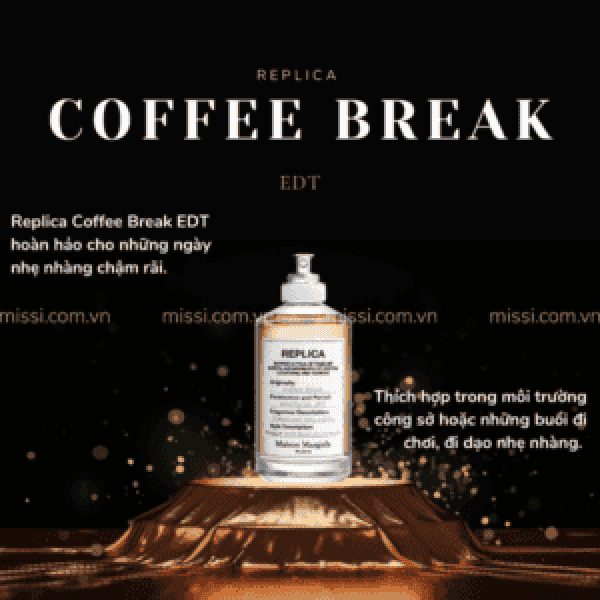 REPLICA
COFFEE BREAK
EDT
Replica Coffee Break EDT
hoàn hảo cho những ngày
nhẹ nhàng chậm rãi.
missi.com.vn missi.com.vn missi.com.vn
REPLICA
Maison Margiela
Thích hợp trong môi trường
công sở hoặc những buổi đi
chơi, đi dạo nhẹ nhàng.